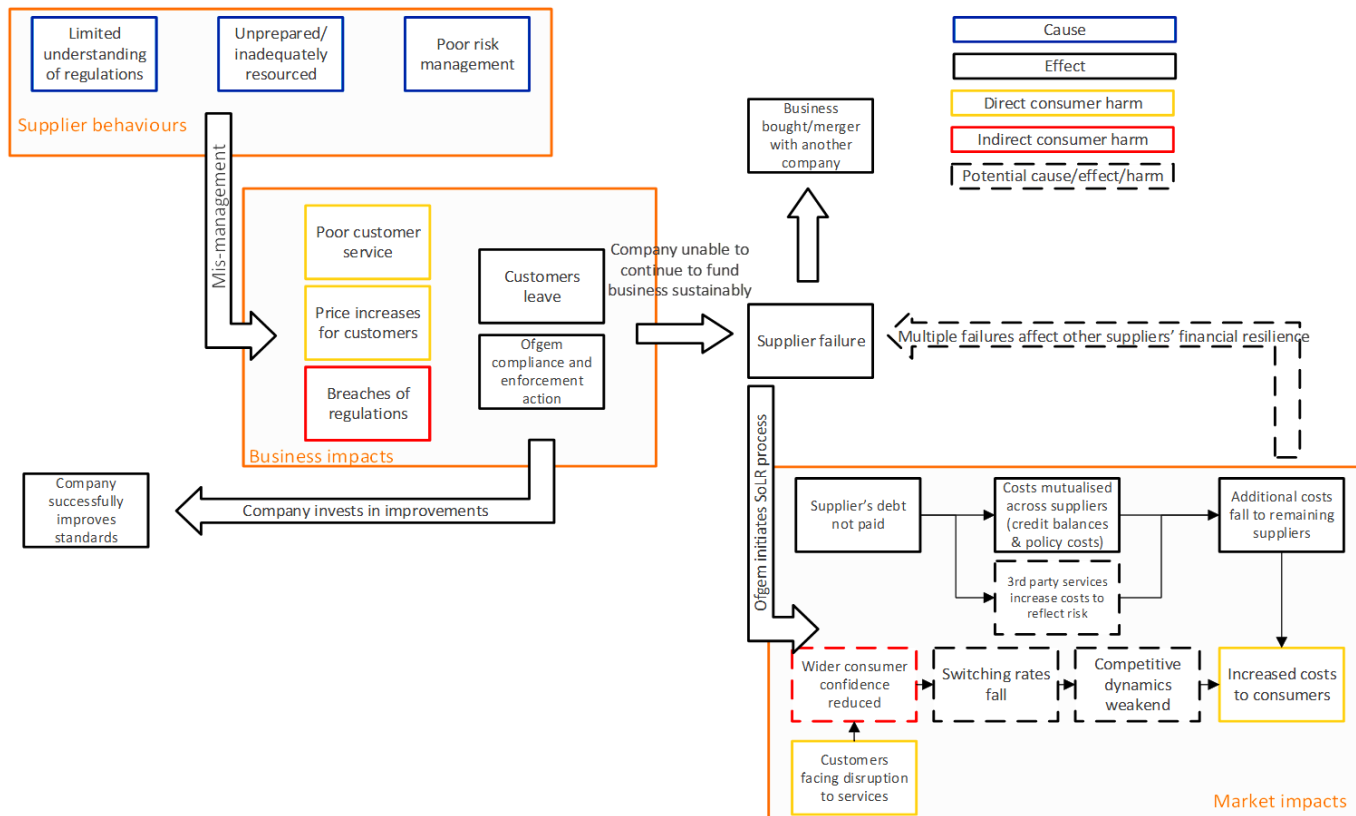 Limited
understanding
of regulations
Unprepared/
inadequately
resourced
Poor risk
management
Supplier behaviours
Cause
Effect
Direct consumer harm
Indirect consumer harm
Potential cause/effect/harm
Business
bought/merger
with another
company
Mis-management
Poor customer
service
Price increases
for customers
Breaches of
regulations
Customers
leave
Ofgem
compliance and
enforcement
action
Business impacts
Company unable to
continue to fund
business sustainably
Supplier failure
Multiple failures affect other suppliers’ financial resilience
Company
successfully
improves
standards
Company invests in improvements
Ofgem initiates SoLR process
Supplier’s debt
not paid
Costs mutualised
across suppliers
(credit balances
& policy costs)
Additional costs
fall to remaining
suppliers
3rd party services
increase costs to
reflect risk
Wider consumer
confidence
reduced
Switching rates
fall
Competitive
dynamics
weakend
Increased costs
to consumers
Customers
facing disruption
to services
Market impacts